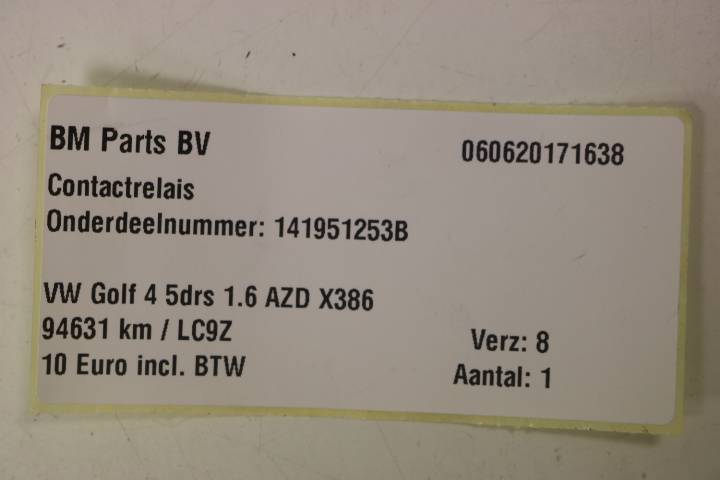 BM Parts BV 060620171638
Contactrelais
Onderdeelnummer: 141951253B
VW Golf 4 5drs 1.6 AZD X386
94631 km / LC9Z Verz: 8
10 Euro incl. BTW Aantal: 1